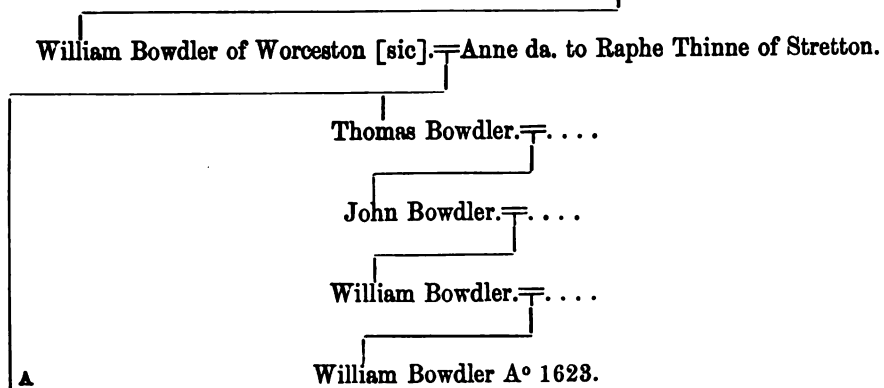 William Bowdler of Worceston [sic].=Anne da. to Raphe Thinne of Stretton.
Thomas Bowdler.=. . . .
John Bowdler.=. . . .
William Bowdler.=. . . .
A William Bowdler Aº 1623.